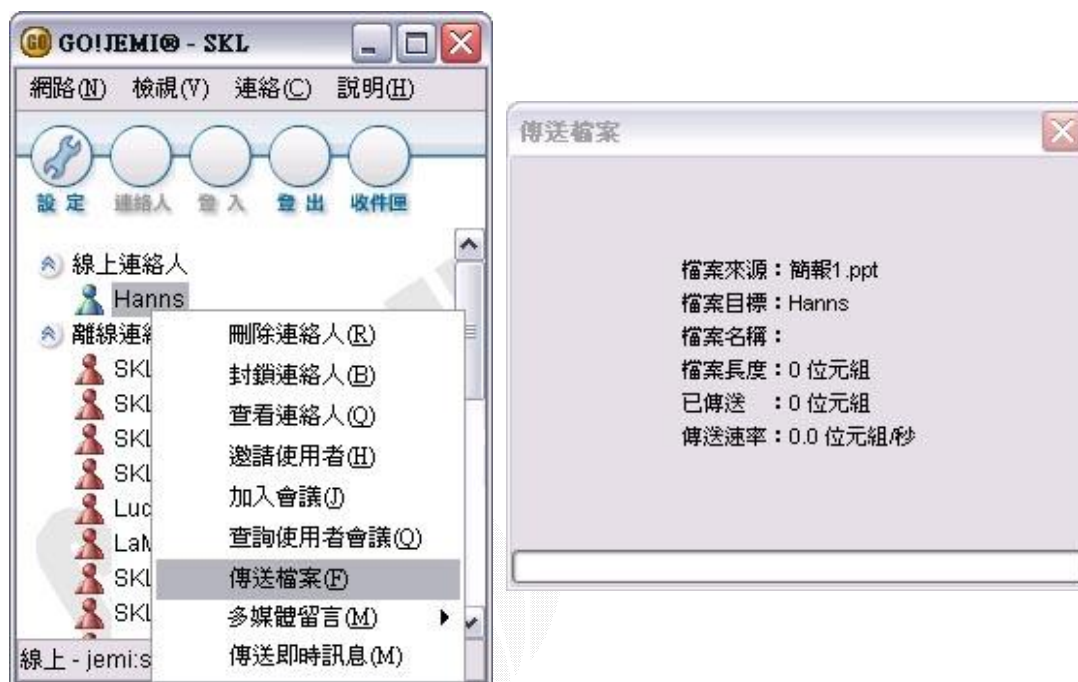 GO GO!JEMI® - SKL
網路(N) 檢視(V) 連絡(C) 説明(H)
設定 連絡人 登入 登出 收件匣
線上連絡人
Hanns
離線連
SKL
SKL
SKL
SKL
Luc
SKL
SKL
線上 - jemi:s
刪除連絡人(R)
封鎖連絡人(B)
查看連絡人(Q)
邀請使用者(H)
加入會議(J)
查詢使用者會議(Q)
傳送檔案(F)
多媒體留言(M)
傳送即時訊息(M)
傳送檔案
檔案來源：簡報1.ppt
檔案目標：Hanns
檔案名稱：
檔案長度：0 位元組
已傳送 ：0 位元組
傳送速率：0.0 位元組/秒